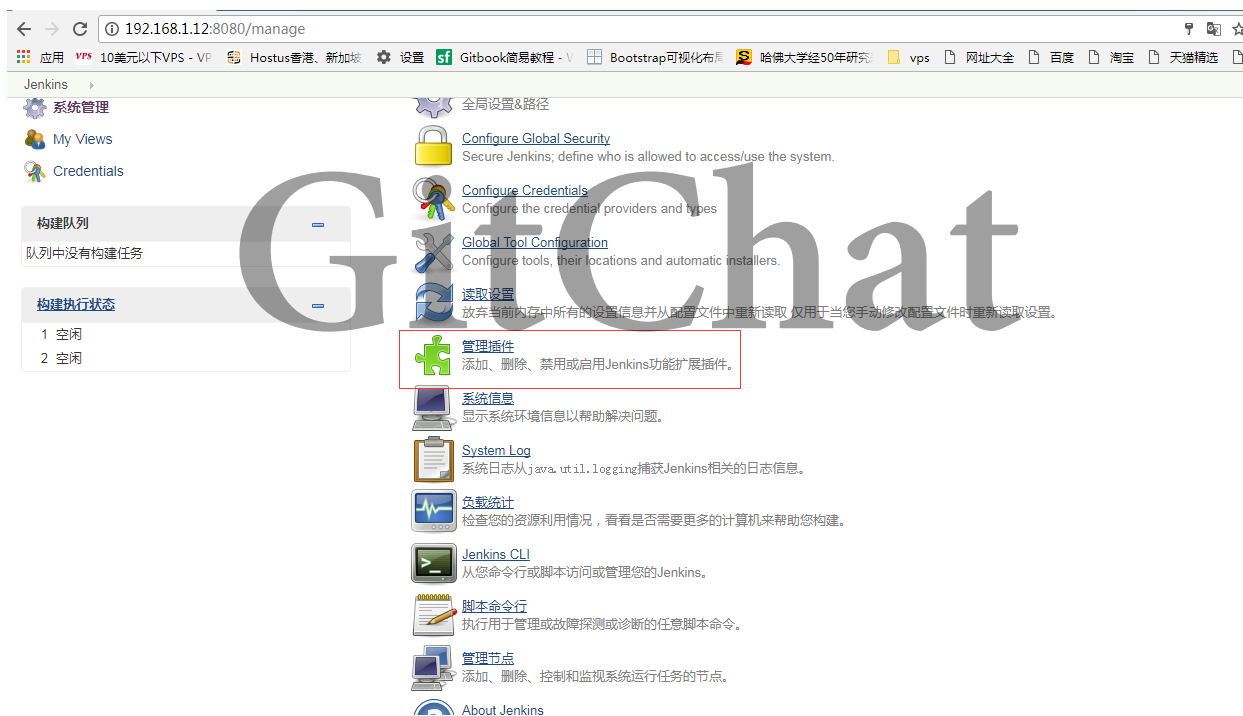 192.168.1.12:8080/manage
应用 VPS 10美元以下VPS - VP Hostus香港、新加坡 设置 sf Gitbook简易教程 - V Bootstrap可视化布局 S 哈佛大学经50年研究 vps 网址大全 百度 淘宝 天猫精选
Jenkins
系统管理
My Views
Credentials
构建队列
队列中没有构建任务
构建执行状态
1 空闲
2 空闲
全局设置&路径
Configure Global Security
Secure Jenkins; define who is allowed to access/use the system.
Configure Credentials
Configure the credential providers and types
Global Tool Configuration
Configure tools, their locations and automatic installers.
读取设置
放弃当前内存中所有的设置信息并从配置文件中重新读取 仅用于当您手动修改配置文件时重新读取设置。
管理插件
添加、删除、禁用或启用Jenkins功能扩展插件。
系统信息
显示系统环境信息以帮助解决问题。
System Log
系统日志从java.util.logging捕获Jenkins相关的日志信息。
负载统计
检查您的资源利用情况，看看是否需要更多的计算机来帮助您构建。
Jenkins CLI
从您命令行或脚本访问或管理您的Jenkins。
脚本命令行
执行用于管理或故障探测或诊断的任意脚本命令。
管理节点
添加、删除、控制和监视系统运行任务的节点。
About Jenkins
GitChat